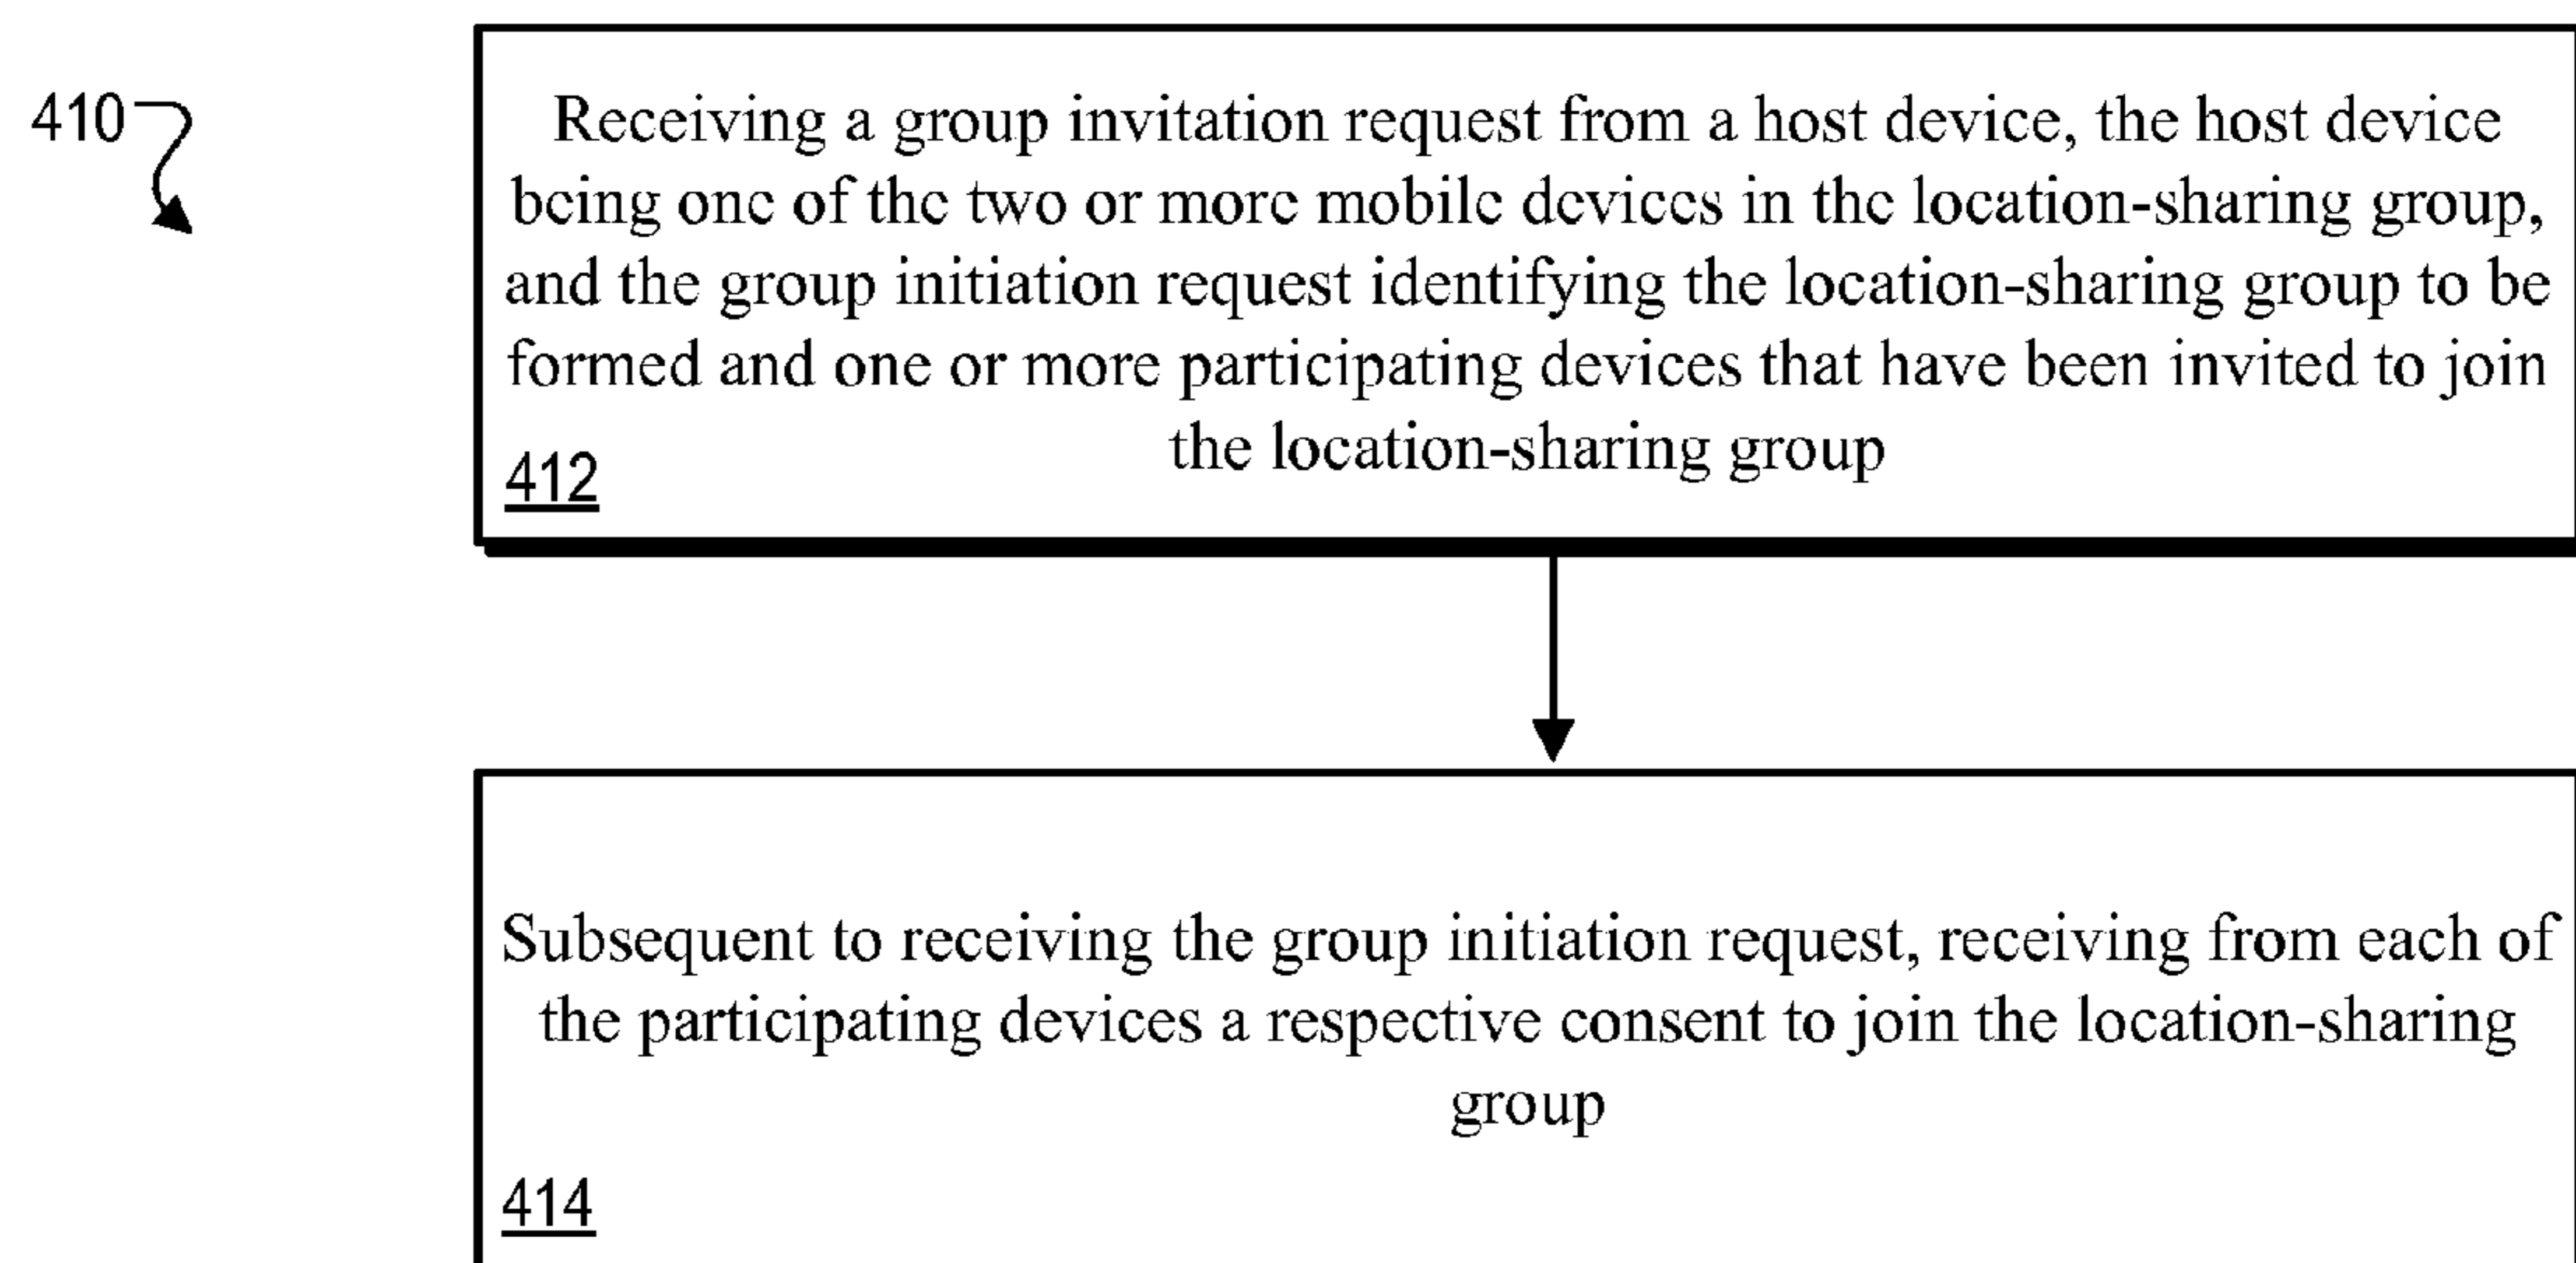 410
Receiving a group invitation request from a host device, the host device
being one of the two or more mobile devices in the location-sharing group,
and the group initiation request identifying the location-sharing group to be
formed and one or more participating devices that have been invited to join
the location-sharing group
412
Subsequent to receiving the group initiation request, receiving from each of
the participating devices a respective consent to join the location-sharing
group
414